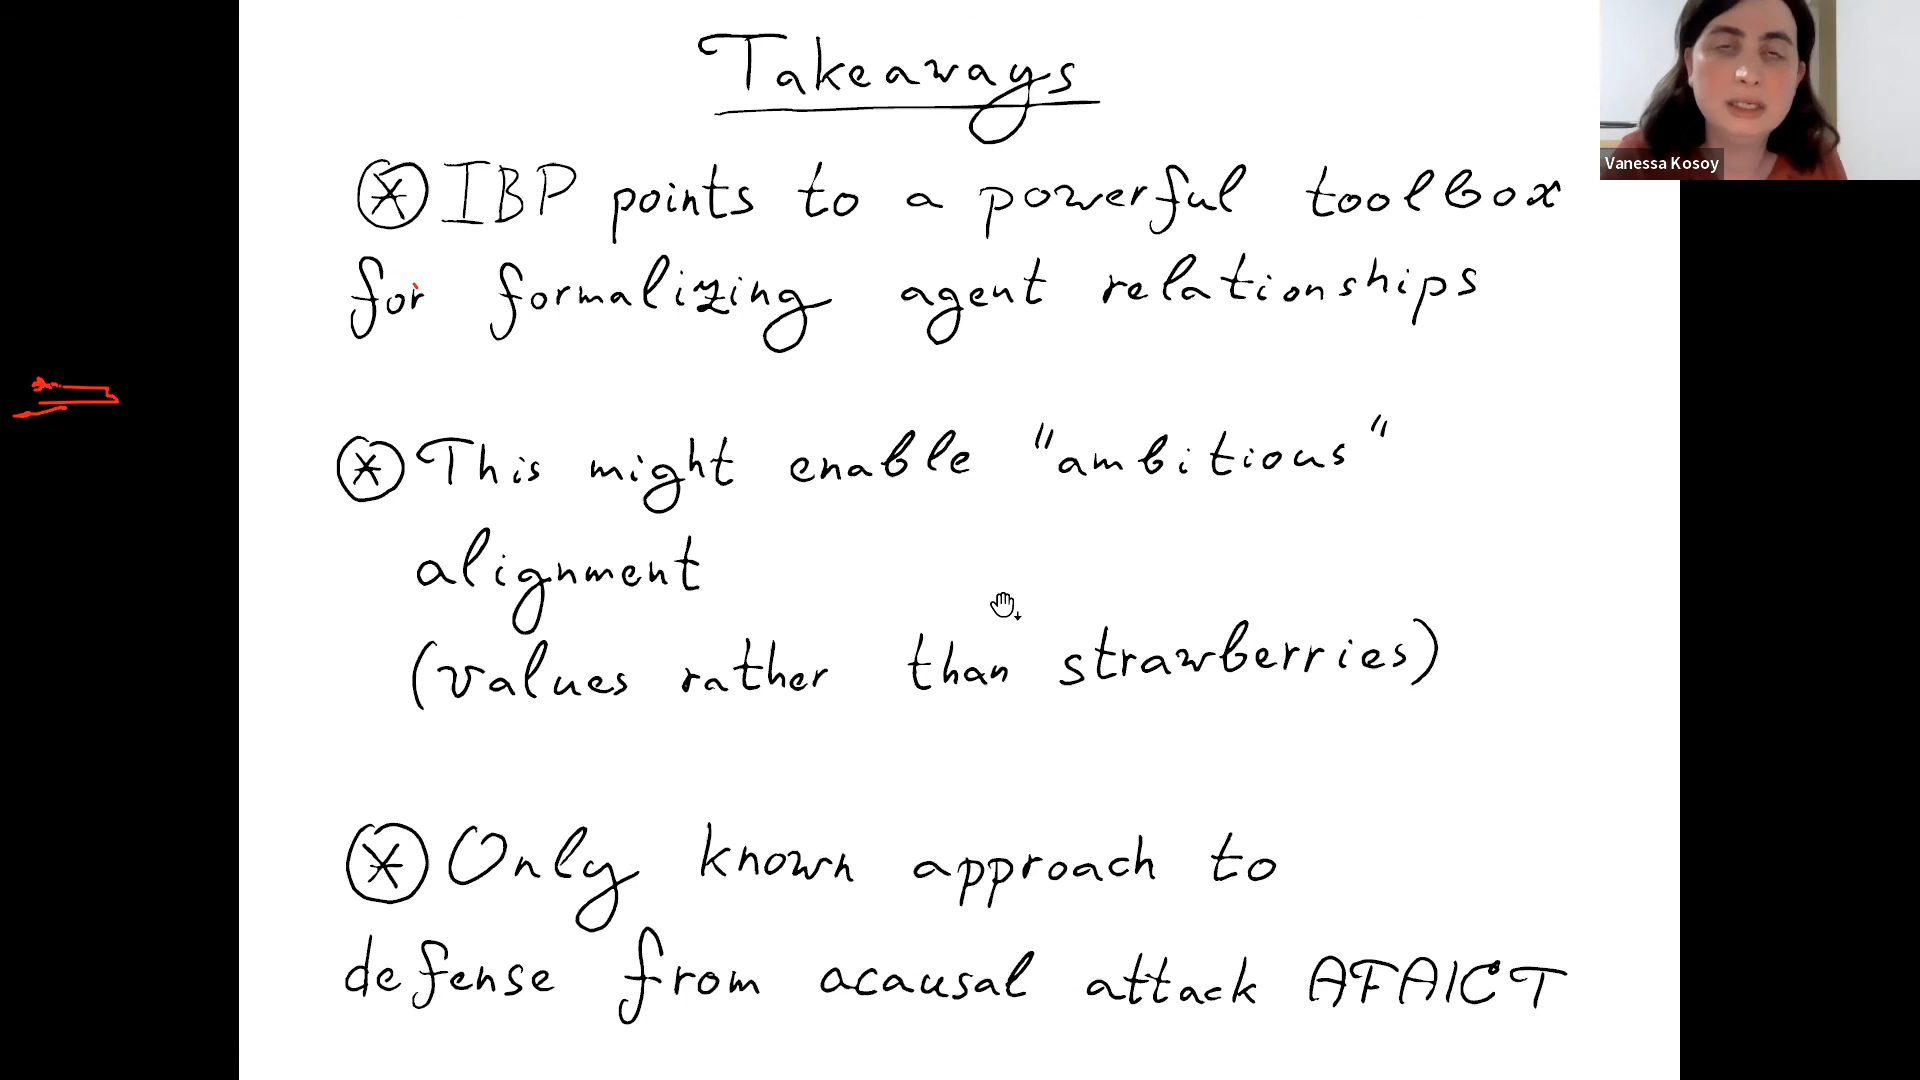 Takeaways
Vanessa Kosoy
⊛ IBP points to a powerful toolbox
for formalizing agent relationships
⊛ This might enable "ambitious"
alignment
(values rather than strawberries)
⊛ Only known approach to
defense from acausal attack AFAICT